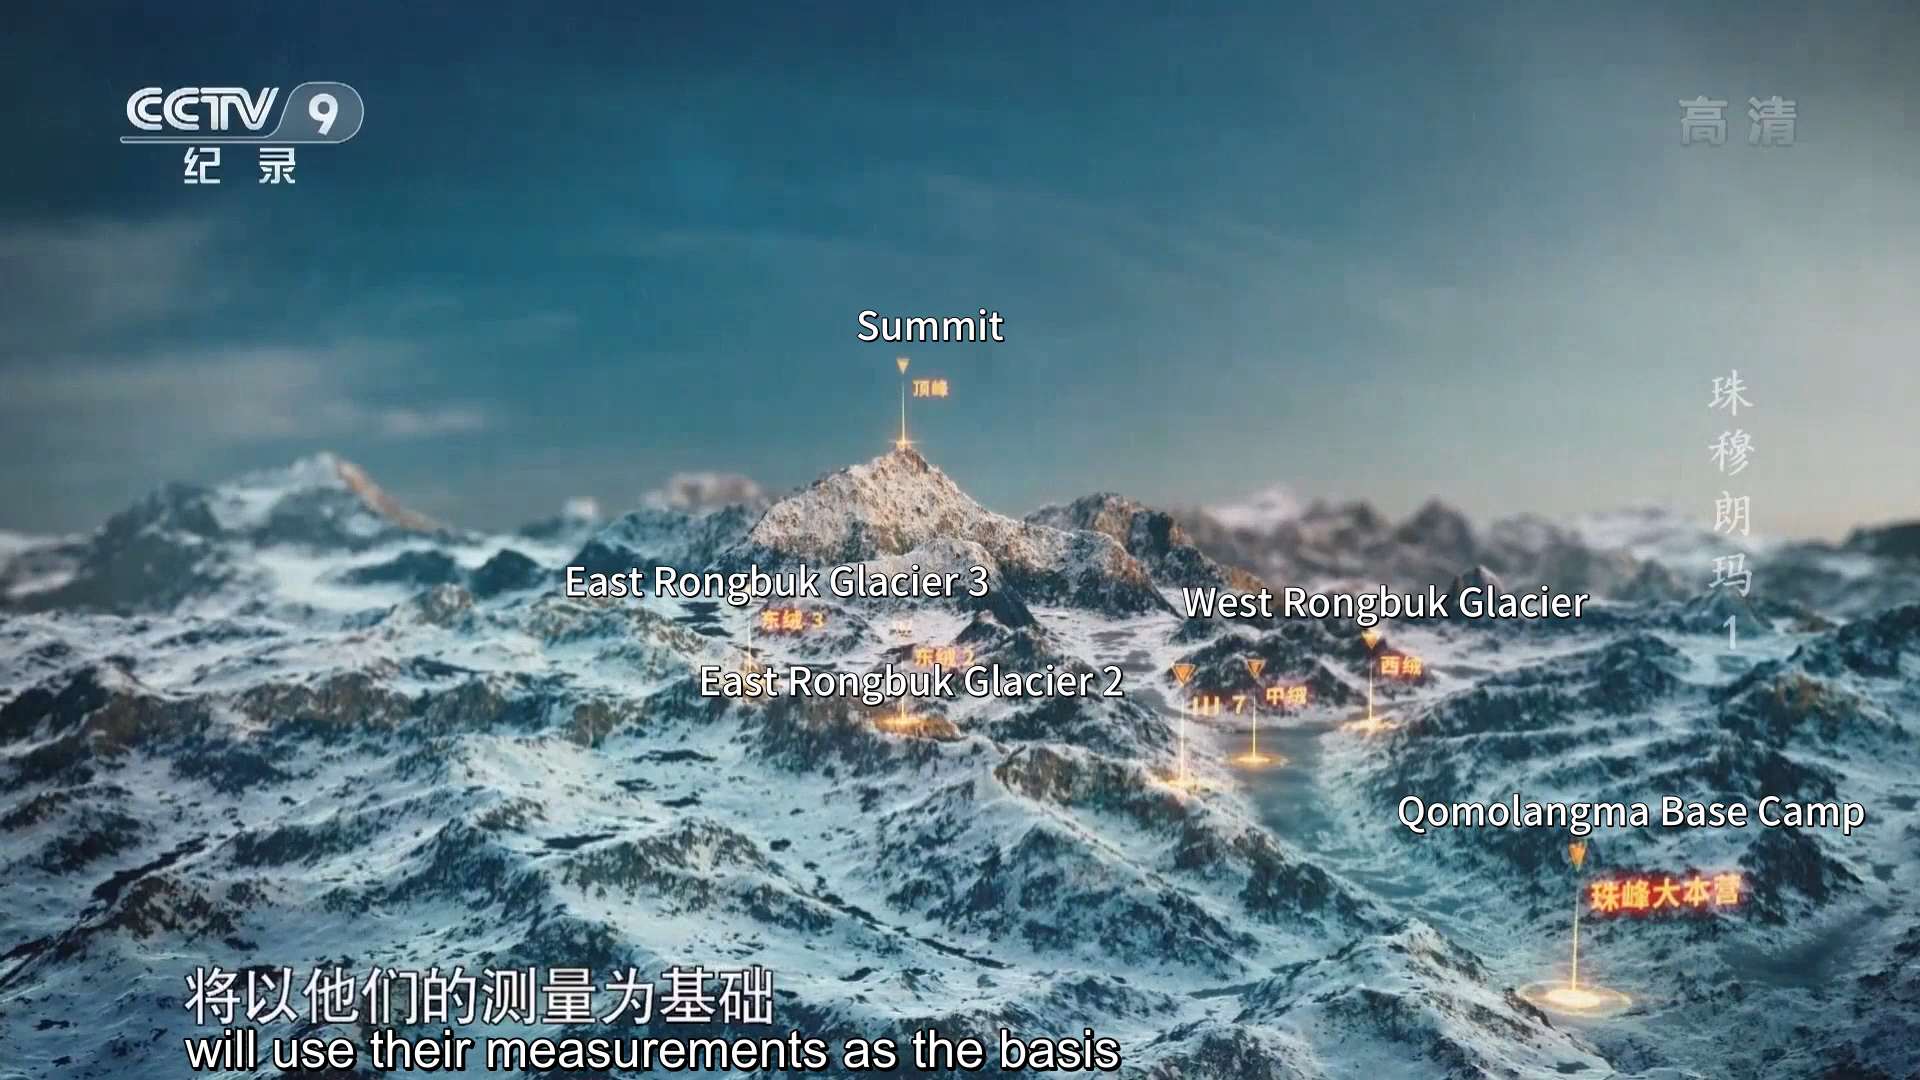 CCTV 9
纪录
高清
Summit
顶峰
珠穆朗玛1
East Rongbuk Glacier 3
东绒 3
West Rongbuk Glacier
西绒
东绒 2
East Rongbuk Glacier 2
III 7
中绒
Qomolangma Base Camp
珠峰大本营
将以他们的测量为基础
will use their measurements as the basis